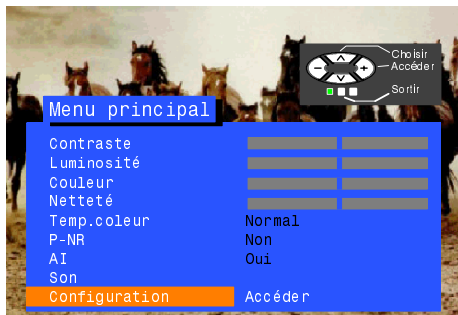 Choisir
Accéder
Sortir
Menu principal
Contraste
Luminosité
Couleur
Netteté
Temp.coleur Normal
P-NR Non
AI Oui
Son
Configuration Accéder